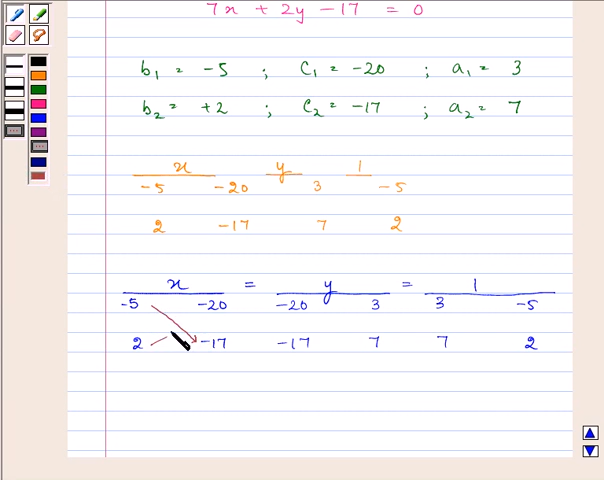 7x + 2y - 17 = 0
b₁ = -5 ; c₁ = -20 ; a₁ = 3
b₂ = +2 ; c₂ = -17 ; a₂ = 7
x y 1
-5 -20 3 -5
2 -17 7 2
x = y = 1
-5 -20 -20 3 3 -5
2 -17 -17 7 7 2